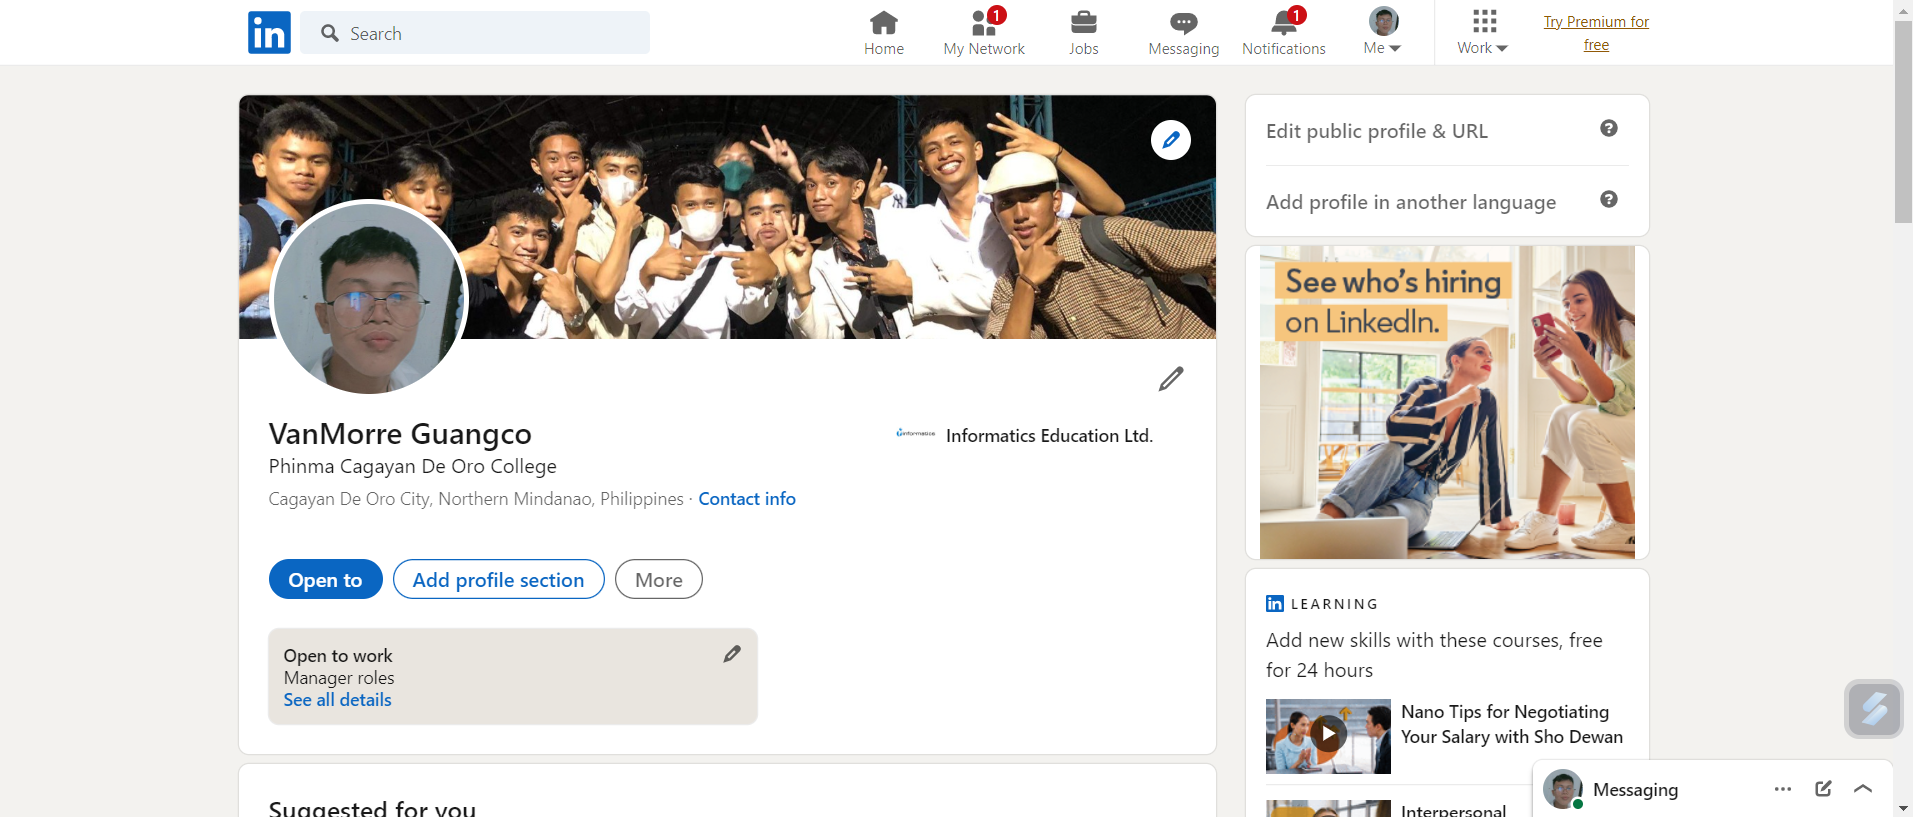 in
Search
Home
1
My Network
Jobs
Messaging
1
Notifications
Me
Work
Try Premium for
free
VanMorre Guangco
Phinma Cagayan De Oro College
Cagayan De Oro City, Northern Mindanao, Philippines · Contact info
informatics
Informatics Education Ltd.
Open to
Add profile section
More
Open to work
Manager roles
See all details
Suggested for you
Edit public profile & URL
?
Add profile in another language
?
See who's hiring
on LinkedIn.
in LEARNING
Add new skills with these courses, free
for 24 hours
Nano Tips for Negotiating
Your Salary with Sho Dewan
Interpersonal
Messaging